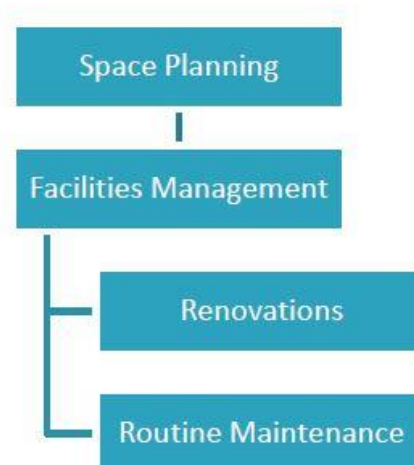 Space Planning
Facilities Management
Renovations
Routine Maintenance